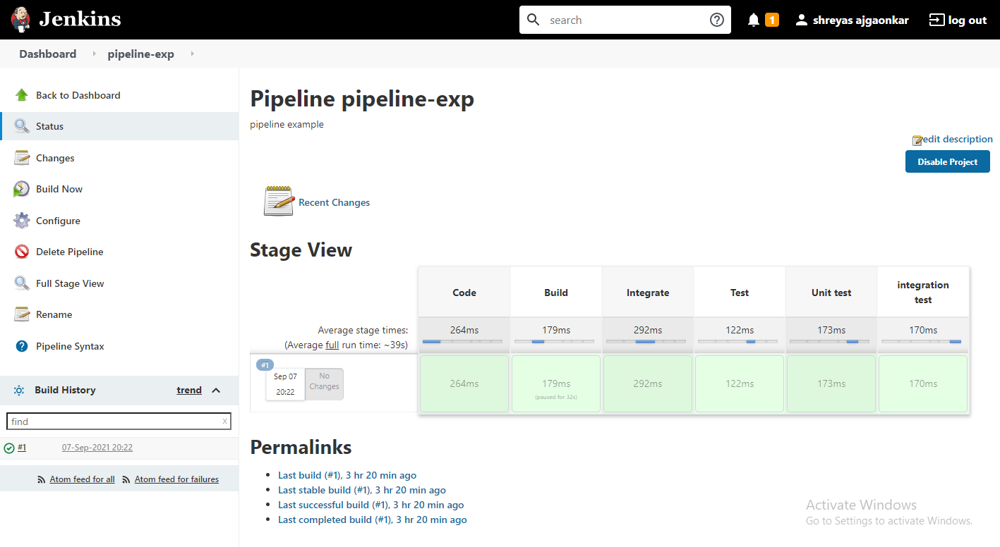 Jenkins
search
1
shreyas ajgaonkar
log out
Dashboard
pipeline-exp
Back to Dashboard
Status
Changes
Build Now
Configure
Delete Pipeline
Full Stage View
Rename
Pipeline Syntax
Build History
trend
find
x
#1
07-Sep-2021 20:22
Atom feed for all
Atom feed for failures
Pipeline pipeline-exp
pipeline example
edit description
Disable Project
Recent Changes
Stage View
Code
Build
Integrate
Test
Unit test
integration
test
Average stage times:
(Average full run time: ~39s)
264ms
179ms
292ms
122ms
173ms
170ms
#1
Sep 07
20:22
No
Changes
264ms
179ms
(paused for 32s)
292ms
122ms
173ms
170ms
Permalinks
Last build (#1), 3 hr 20 min ago
Last stable build (#1), 3 hr 20 min ago
Last successful build (#1), 3 hr 20 min ago
Last completed build (#1), 3 hr 20 min ago
Activate Windows
Go to Settings to activate Windows.